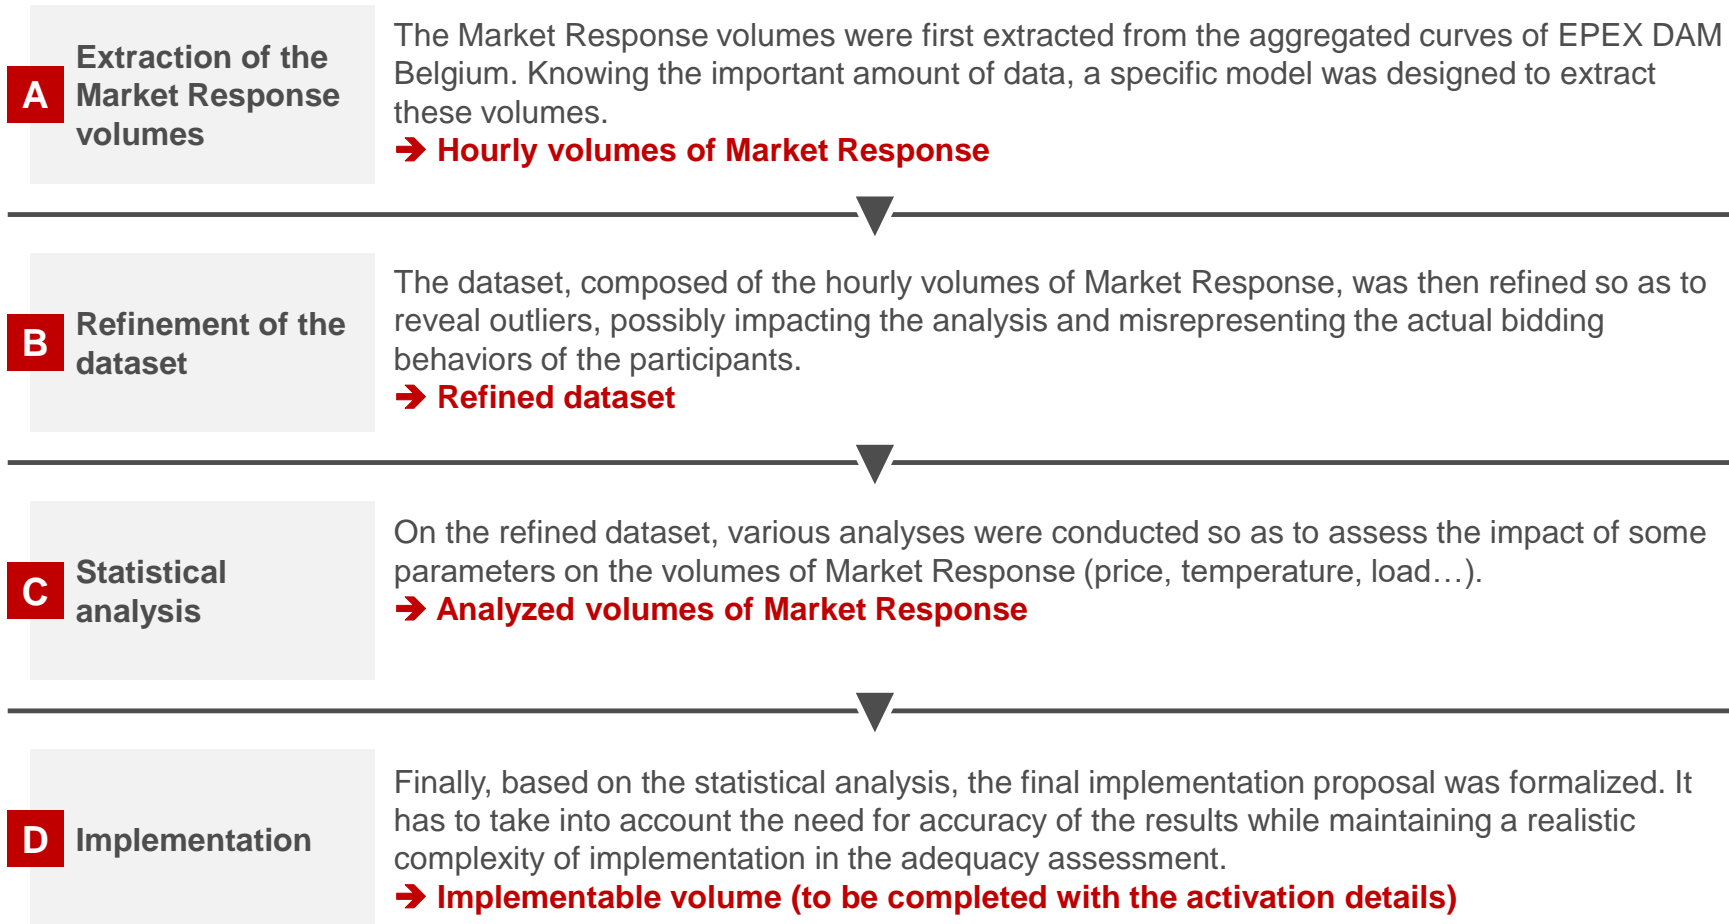 A
Extraction of the
Market Response
volumes
The Market Response volumes were first extracted from the aggregated curves of EPEX DAM
Belgium. Knowing the important amount of data, a specific model was designed to extract
these volumes.
➔ Hourly volumes of Market Response
B
Refinement of the
dataset
The dataset, composed of the hourly volumes of Market Response, was then refined so as to
reveal outliers, possibly impacting the analysis and misrepresenting the actual bidding
behaviors of the participants.
➔ Refined dataset
C
Statistical
analysis
On the refined dataset, various analyses were conducted so as to assess the impact of some
parameters on the volumes of Market Response (price, temperature, load…).
➔ Analyzed volumes of Market Response
D
Implementation
Finally, based on the statistical analysis, the final implementation proposal was formalized. It
has to take into account the need for accuracy of the results while maintaining a realistic
complexity of implementation in the adequacy assessment.
➔ Implementable volume (to be completed with the activation details)